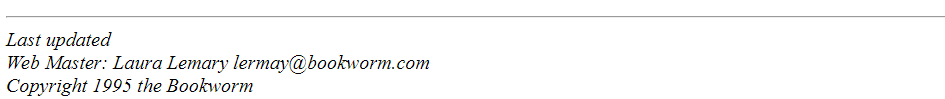 Last updated
Web Master: Laura Lemary lermay@bookworm.com
Copyright 1995 the Bookworm